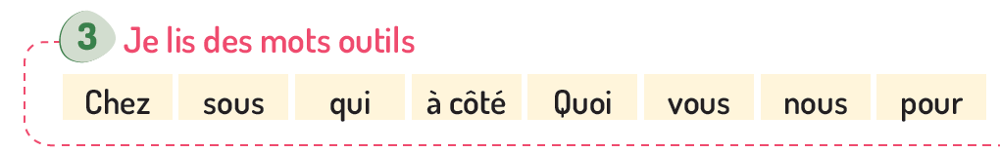 3 Je lis des mots outils
Chez sous qui à côté Quoi vous nous pour